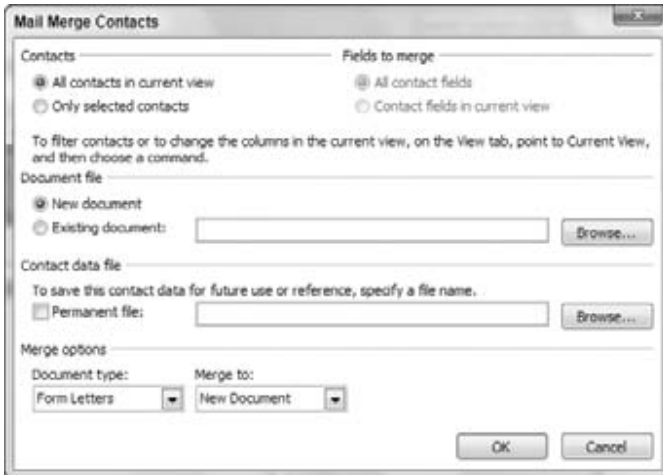 Mail Merge Contacts
Contacts
Fields to merge
All contacts in current view
All contact fields
Only selected contacts
Contact fields in current view
To filter contacts or to change the columns in the current view, on the View tab, point to Current View,
and then choose a command.
Document file
New document
Existing document:
Browse...
Contact data file
To save this contact data for future use or reference, specify a file name.
Permanent file:
Browse...
Merge options
Document type:
Merge to:
Form Letters
New Document
OK
Cancel